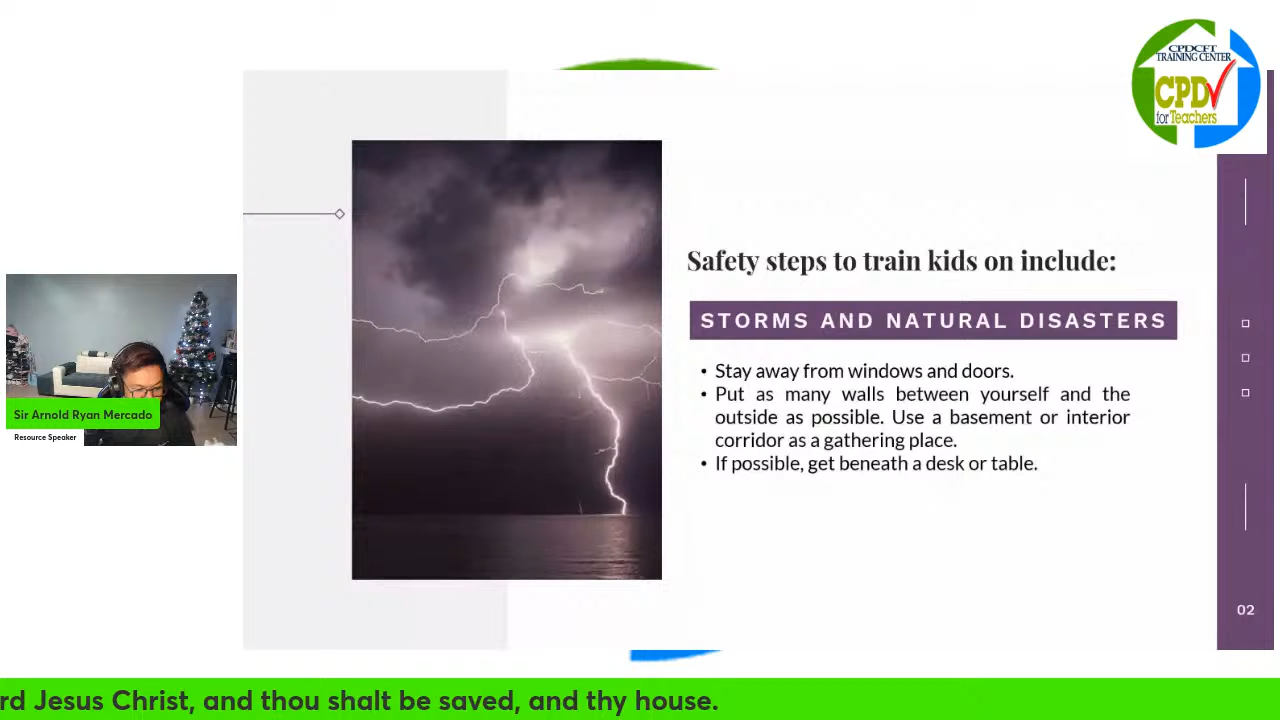 CPDCFT
TRAINING CENTER
CPD
for Teachers
Safety steps to train kids on include:
STORMS AND NATURAL DISASTERS
• Stay away from windows and doors.
• Put as many walls between yourself and the
outside as possible. Use a basement or interior
corridor as a gathering place.
• If possible, get beneath a desk or table.
Sir Arnold Ryan Mercado
Resource Speaker
02
rd Jesus Christ, and thou shalt be saved, and thy house.